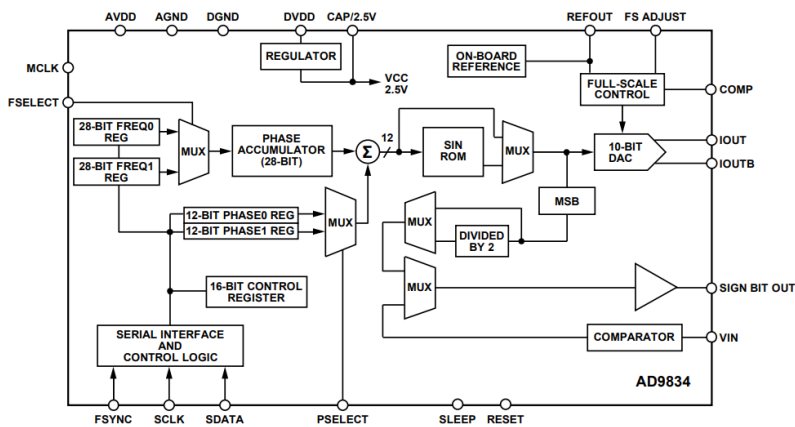 AVDD
AGND
DGND
DVDD
CAP/2.5V
REFOUT
FS ADJUST
MCLK
REGULATOR
VCC
2.5V
ON-BOARD
REFERENCE
FULL-SCALE
CONTROL
COMP
FSELECT
28-BIT FREQ0
REG
28-BIT FREQ1
REG
MUX
PHASE
ACCUMULATOR
(28-BIT)
Σ
12
SIN
ROM
MUX
10-BIT
DAC
IOUT
IOUTB
12-BIT PHASE0 REG
12-BIT PHASE1 REG
MUX
MUX
DIVIDED
BY 2
MSB
16-BIT CONTROL
REGISTER
MUX
SIGN BIT OUT
SERIAL INTERFACE
AND
CONTROL LOGIC
COMPARATOR
VIN
AD9834
FSYNC
SCLK
SDATA
PSELECT
SLEEP
RESET